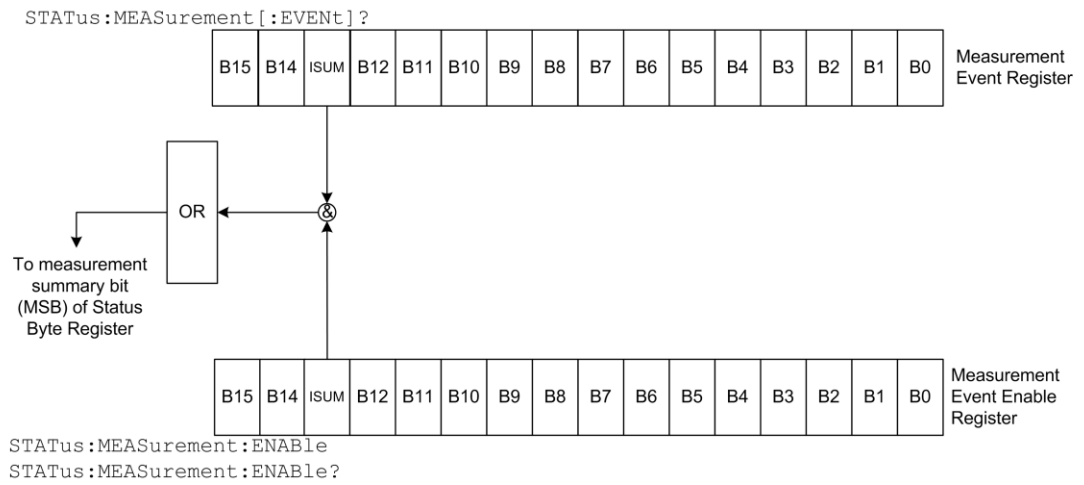 STATus:MEASurement[:EVENt]?
B15 B14 ISUM B12 B11 B10 B9 B8 B7 B6 B5 B4 B3 B2 B1 B0
Measurement
Event Register
OR
&
To measurement
summary bit
(MSB) of Status
Byte Register
B15 B14 ISUM B12 B11 B10 B9 B8 B7 B6 B5 B4 B3 B2 B1 B0
Measurement
Event Enable
Register
STATus:MEASurement:ENABle
STATus:MEASurement:ENABle?